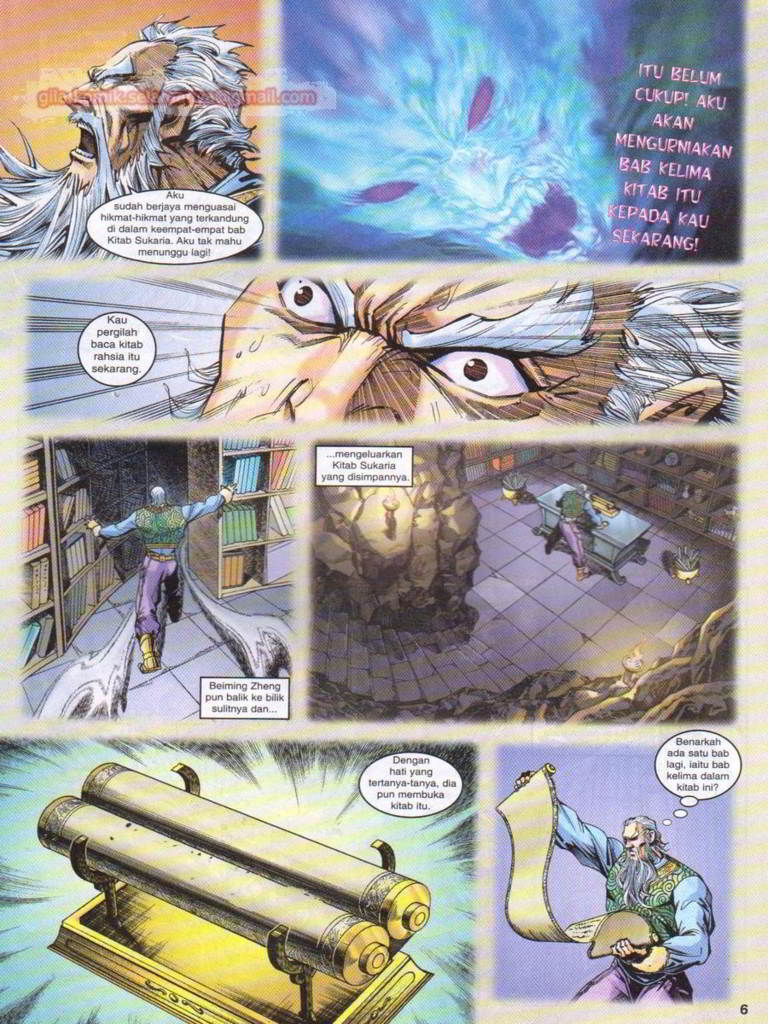 Aku
sudah berjaya menguasai
hikmat-hikmat yang terkandung
di dalam keempat-empat bab
Kitab Sukaria. Aku tak mahu
menunggu lagi!
ITU BELUM
CUKUP! AKU
AKAN
MENGURNIAKAN
BAB KELIMA
KITAB ITU
KEPADA KAU
SEKARANG!
Kau
pergilah
baca kitab
rahsia itu
sekarang.
Beiming Zheng
pun balik ke bilik
sulitnya dan...
...mengeluarkan
Kitab Sukaria
yang disimpannya.
Dengan
hati yang
tertanya-tanya, dia
pun membuka
kitab itu.
Benarkah
ada satu bab
lagi, iaitu bab
kelima dalam
kitab ini?
6